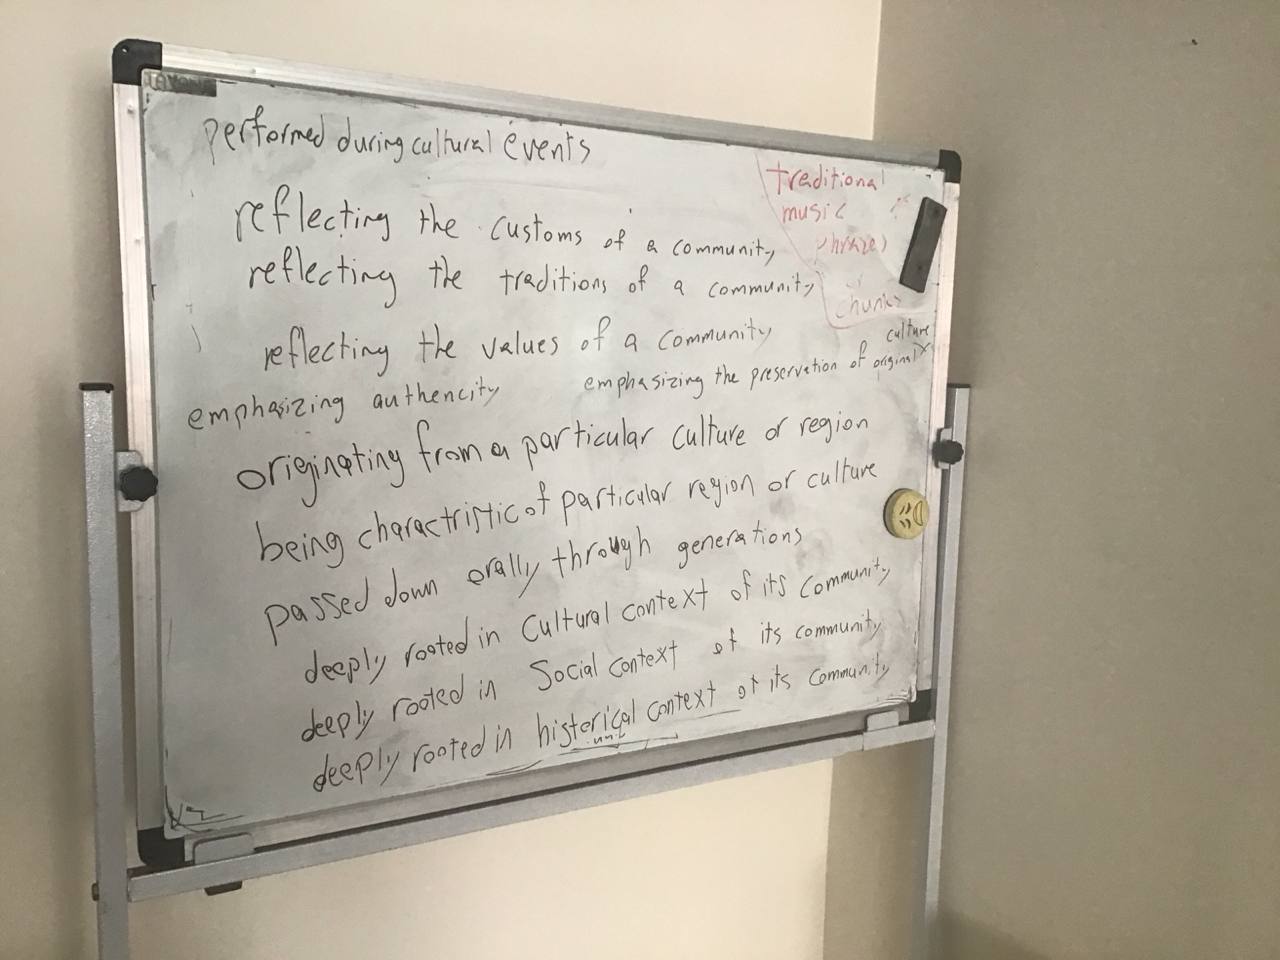 performed during cultural events
traditional
music
phrases
or
chunks
reflecting the customs of a community
reflecting the traditions of a community
reflecting the values of a community
culture
emphasizing authencity
emphasizing the preservation of original
originating from a particular culture or region
being charactristic of particular region or culture
passed down orally through generations
deeply rooted in cultural context of its community
deeply rooted in Social context of its community
deeply rooted in histerical context of its community